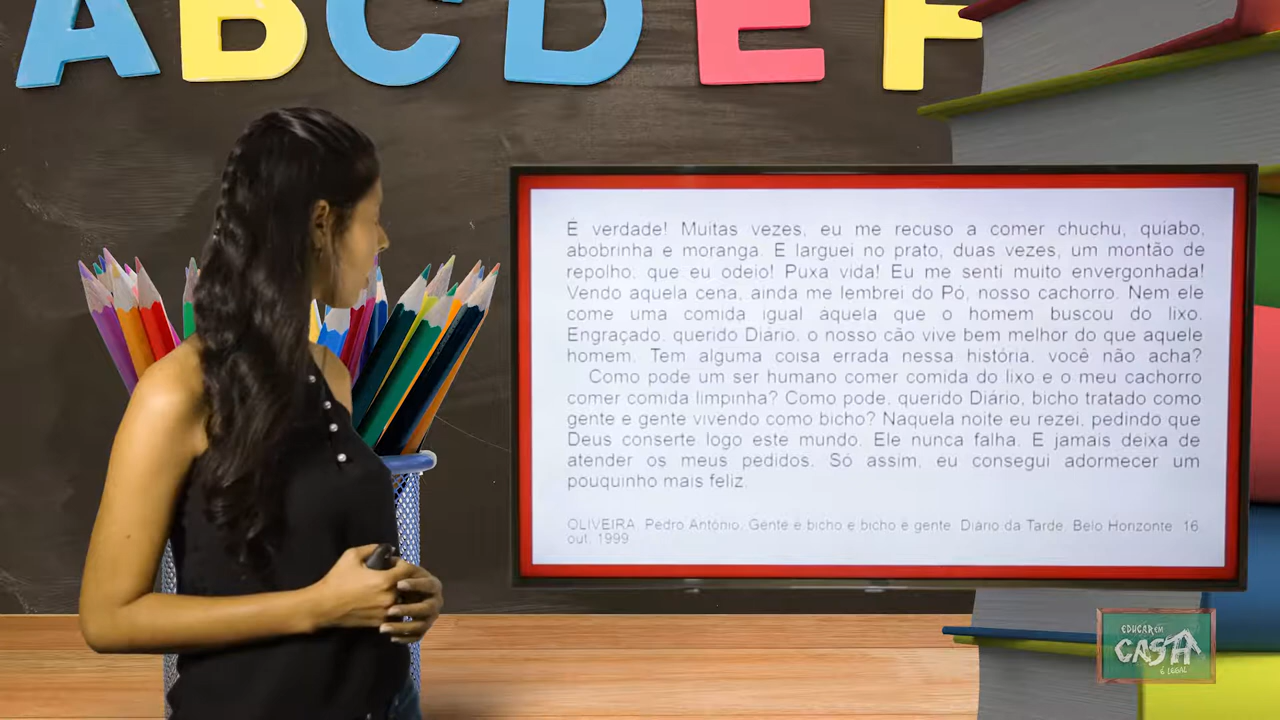 ABCDEF
É verdade! Muitas vezes, eu me recuso a comer chuchu, quiabo,
abobrinha e moranga. E larguei no prato, duas vezes, um montão de
repolho, que eu odeio! Puxa vida! Eu me senti muito envergonhada!
Vendo aquela cena, ainda me lembrei do Pó, nosso cachorro. Nem ele
come uma comida igual àquela que o homem buscou do lixo.
Engraçado, querido Diário, o nosso cão vive bem melhor do que aquele
homem. Tem alguma coisa errada nessa história, você não acha?
Como pode um ser humano comer comida do lixo e o meu cachorro
comer comida limpinha? Como pode, querido Diário, bicho tratado como
gente e gente vivendo como bicho? Naquela noite eu rezei, pedindo que
Deus conserte logo este mundo. Ele nunca falha. E jamais deixa de
atender os meus pedidos. Só assim, eu consegui adormecer um
pouquinho mais feliz.
OLIVEIRA, Pedro Antônio. Gente é bicho e bicho é gente. Diário da Tarde. Belo Horizonte, 16
out. 1999
EDUCAR EM
CASA
É LEGAL